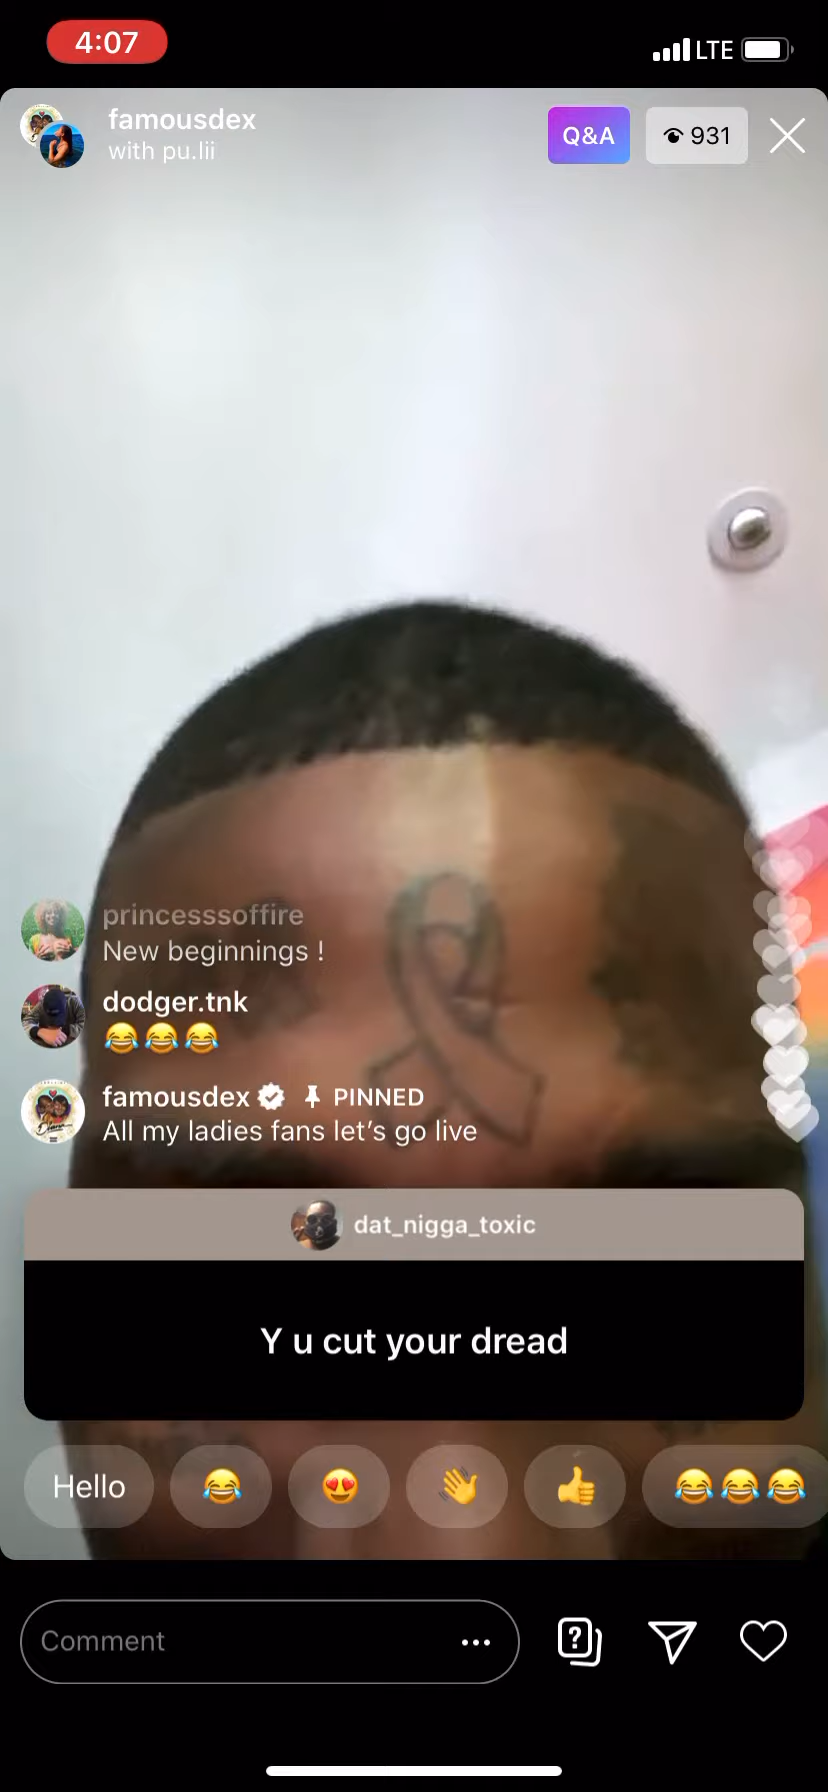 4:07
LTE
famousdex
with pu.lii
Q&A
931
princesssoffire
New beginnings !
dodger.tnk
😂😂😂
famousdex PINNED
All my ladies fans let’s go live
dat_nigga_toxic
Y u cut your dread
Hello 😂 😍 👋 👍 😂😂😂
Comment